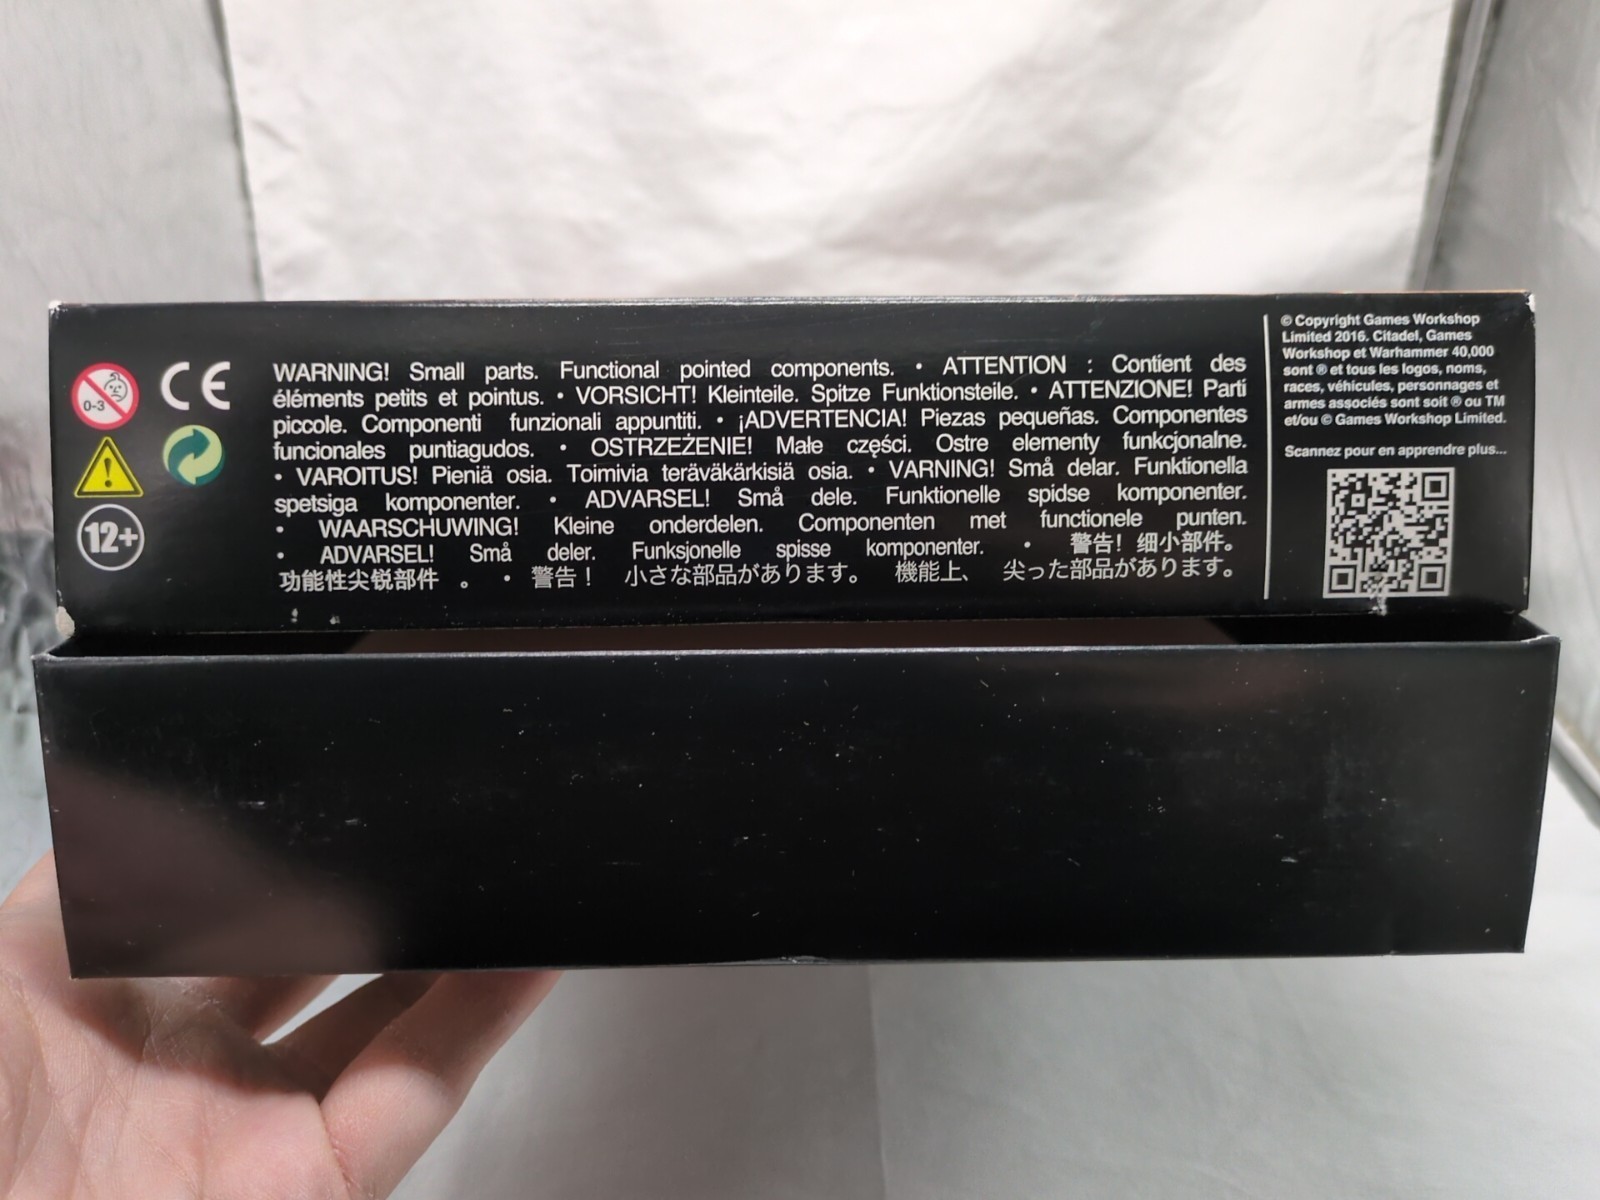 0-3
CE
12+
WARNING! Small parts. Functional pointed components. • ATTENTION : Contient des
éléments petits et pointus. • VORSICHT! Kleinteile. Spitze Funktionsteile. • ATTENZIONE! Parti
piccole. Componenti funzionali appuntiti. • ¡ADVERTENCIA! Piezas pequeñas. Componentes
funcionales puntiagudos. • OSTRZEŻENIE! Małe części. Ostre elementy funkcjonalne.
• VAROITUS! Pieniä osia. Toimivia teräväkärkisiä osia. • VARNING! Små delar. Funktionella
spetsiga komponenter. • ADVARSEL! Små dele. Funktionelle spidse komponenter.
• WAARSCHUWING! Kleine onderdelen. Componenten met functionele punten.
• ADVARSEL! Små deler. Funksjonelle spisse komponenter. • 警告! 细小部件。
功能性尖锐部件 。 • 警告！ 小さな部品があります。 機能上、 尖った部品があります。
© Copyright Games Workshop
Limited 2016. Citadel, Games
Workshop et Warhammer 40,000
sont ® et tous les logos, noms,
races, véhicules, personnages et
armes associés sont soit ® ou TM
et/ou © Games Workshop Limited.
Scannez pour en apprendre plus...